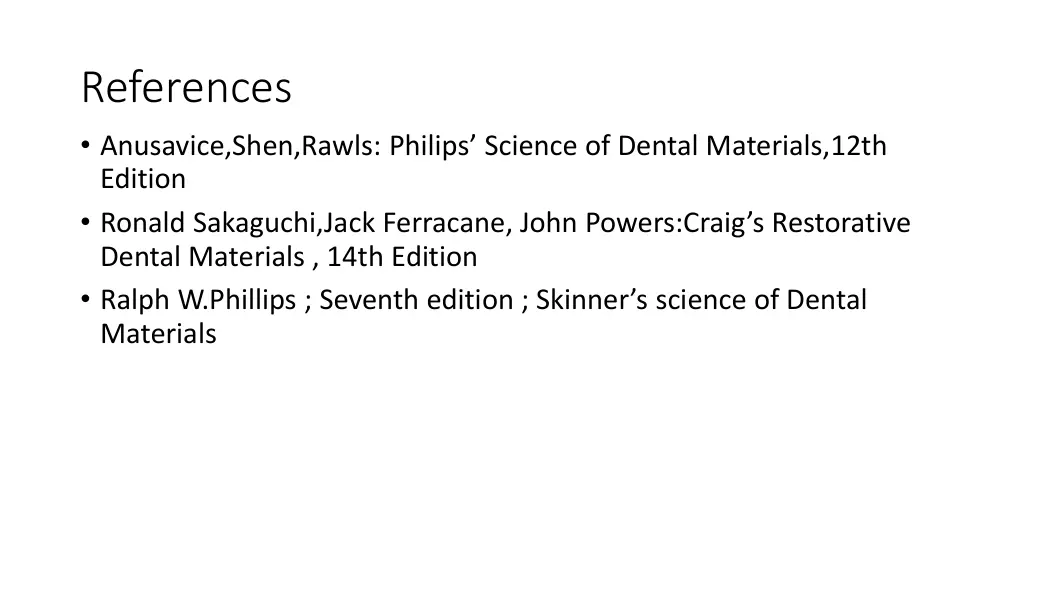 References
• Anusavice,Shen,Rawls: Philips’ Science of Dental Materials,12th
Edition
• Ronald Sakaguchi,Jack Ferracane, John Powers:Craig’s Restorative
Dental Materials , 14th Edition
• Ralph W.Phillips ; Seventh edition ; Skinner’s science of Dental
Materials